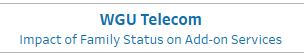 WGU Telecom
Impact of Family Status on Add-on Services